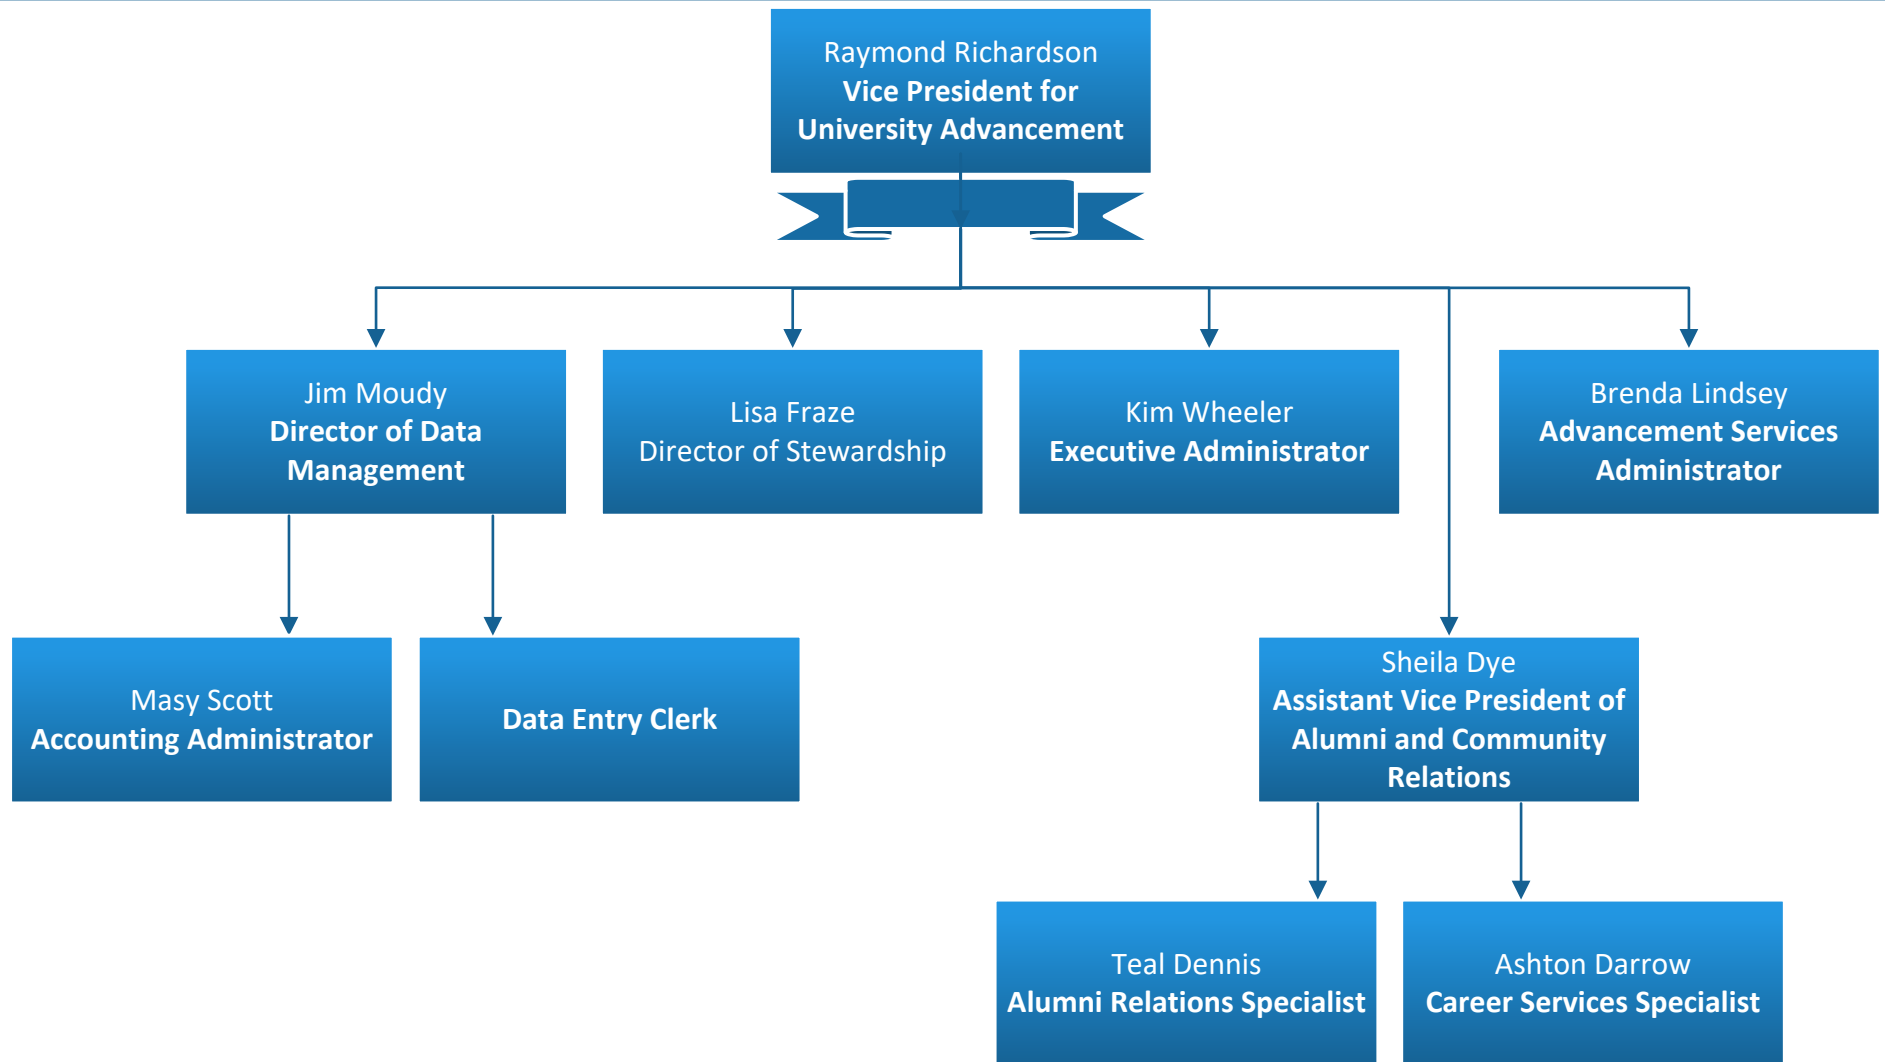 Raymond Richardson
Vice President for
University Advancement
Jim Moudy
Director of Data
Management
Lisa Fraze
Director of Stewardship
Kim Wheeler
Executive Administrator
Brenda Lindsey
Advancement Services
Administrator
Masy Scott
Accounting Administrator
Data Entry Clerk
Sheila Dye
Assistant Vice President of
Alumni and Community
Relations
Teal Dennis
Alumni Relations Specialist
Ashton Darrow
Career Services Specialist